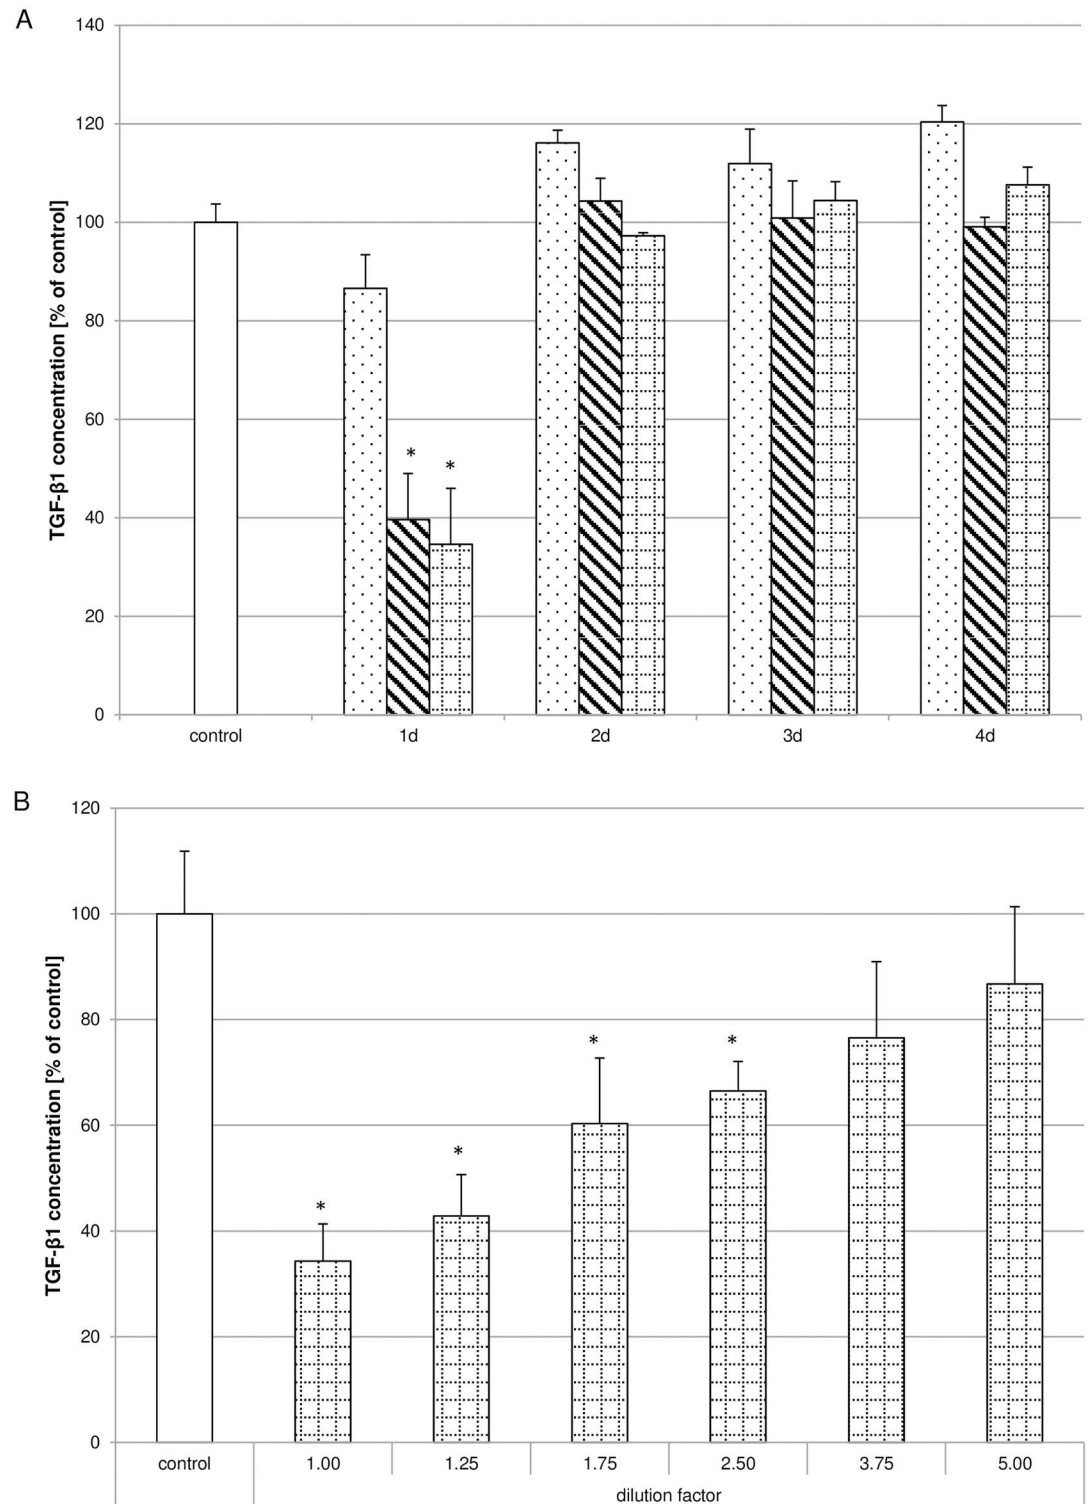 A
140
120
100
80
60
40
20
0
TGF-β1 concentration [% of control]
* *
control 1d 2d 3d 4d
B
120
100
80
60
40
20
0
TGF-β1 concentration [% of control]
* * * *
control 1.00 1.25 1.75 2.50 3.75 5.00
dilution factor